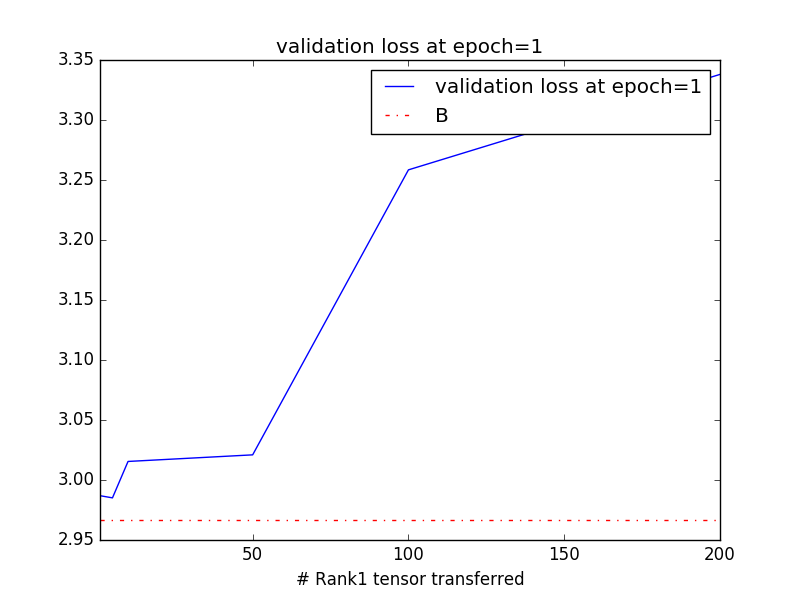 validation loss at epoch=1
3.35
3.30
3.25
3.20
3.15
3.10
3.05
3.00
2.95
validation loss at epoch=1
B
50 100 150 200
# Rank1 tensor transferred